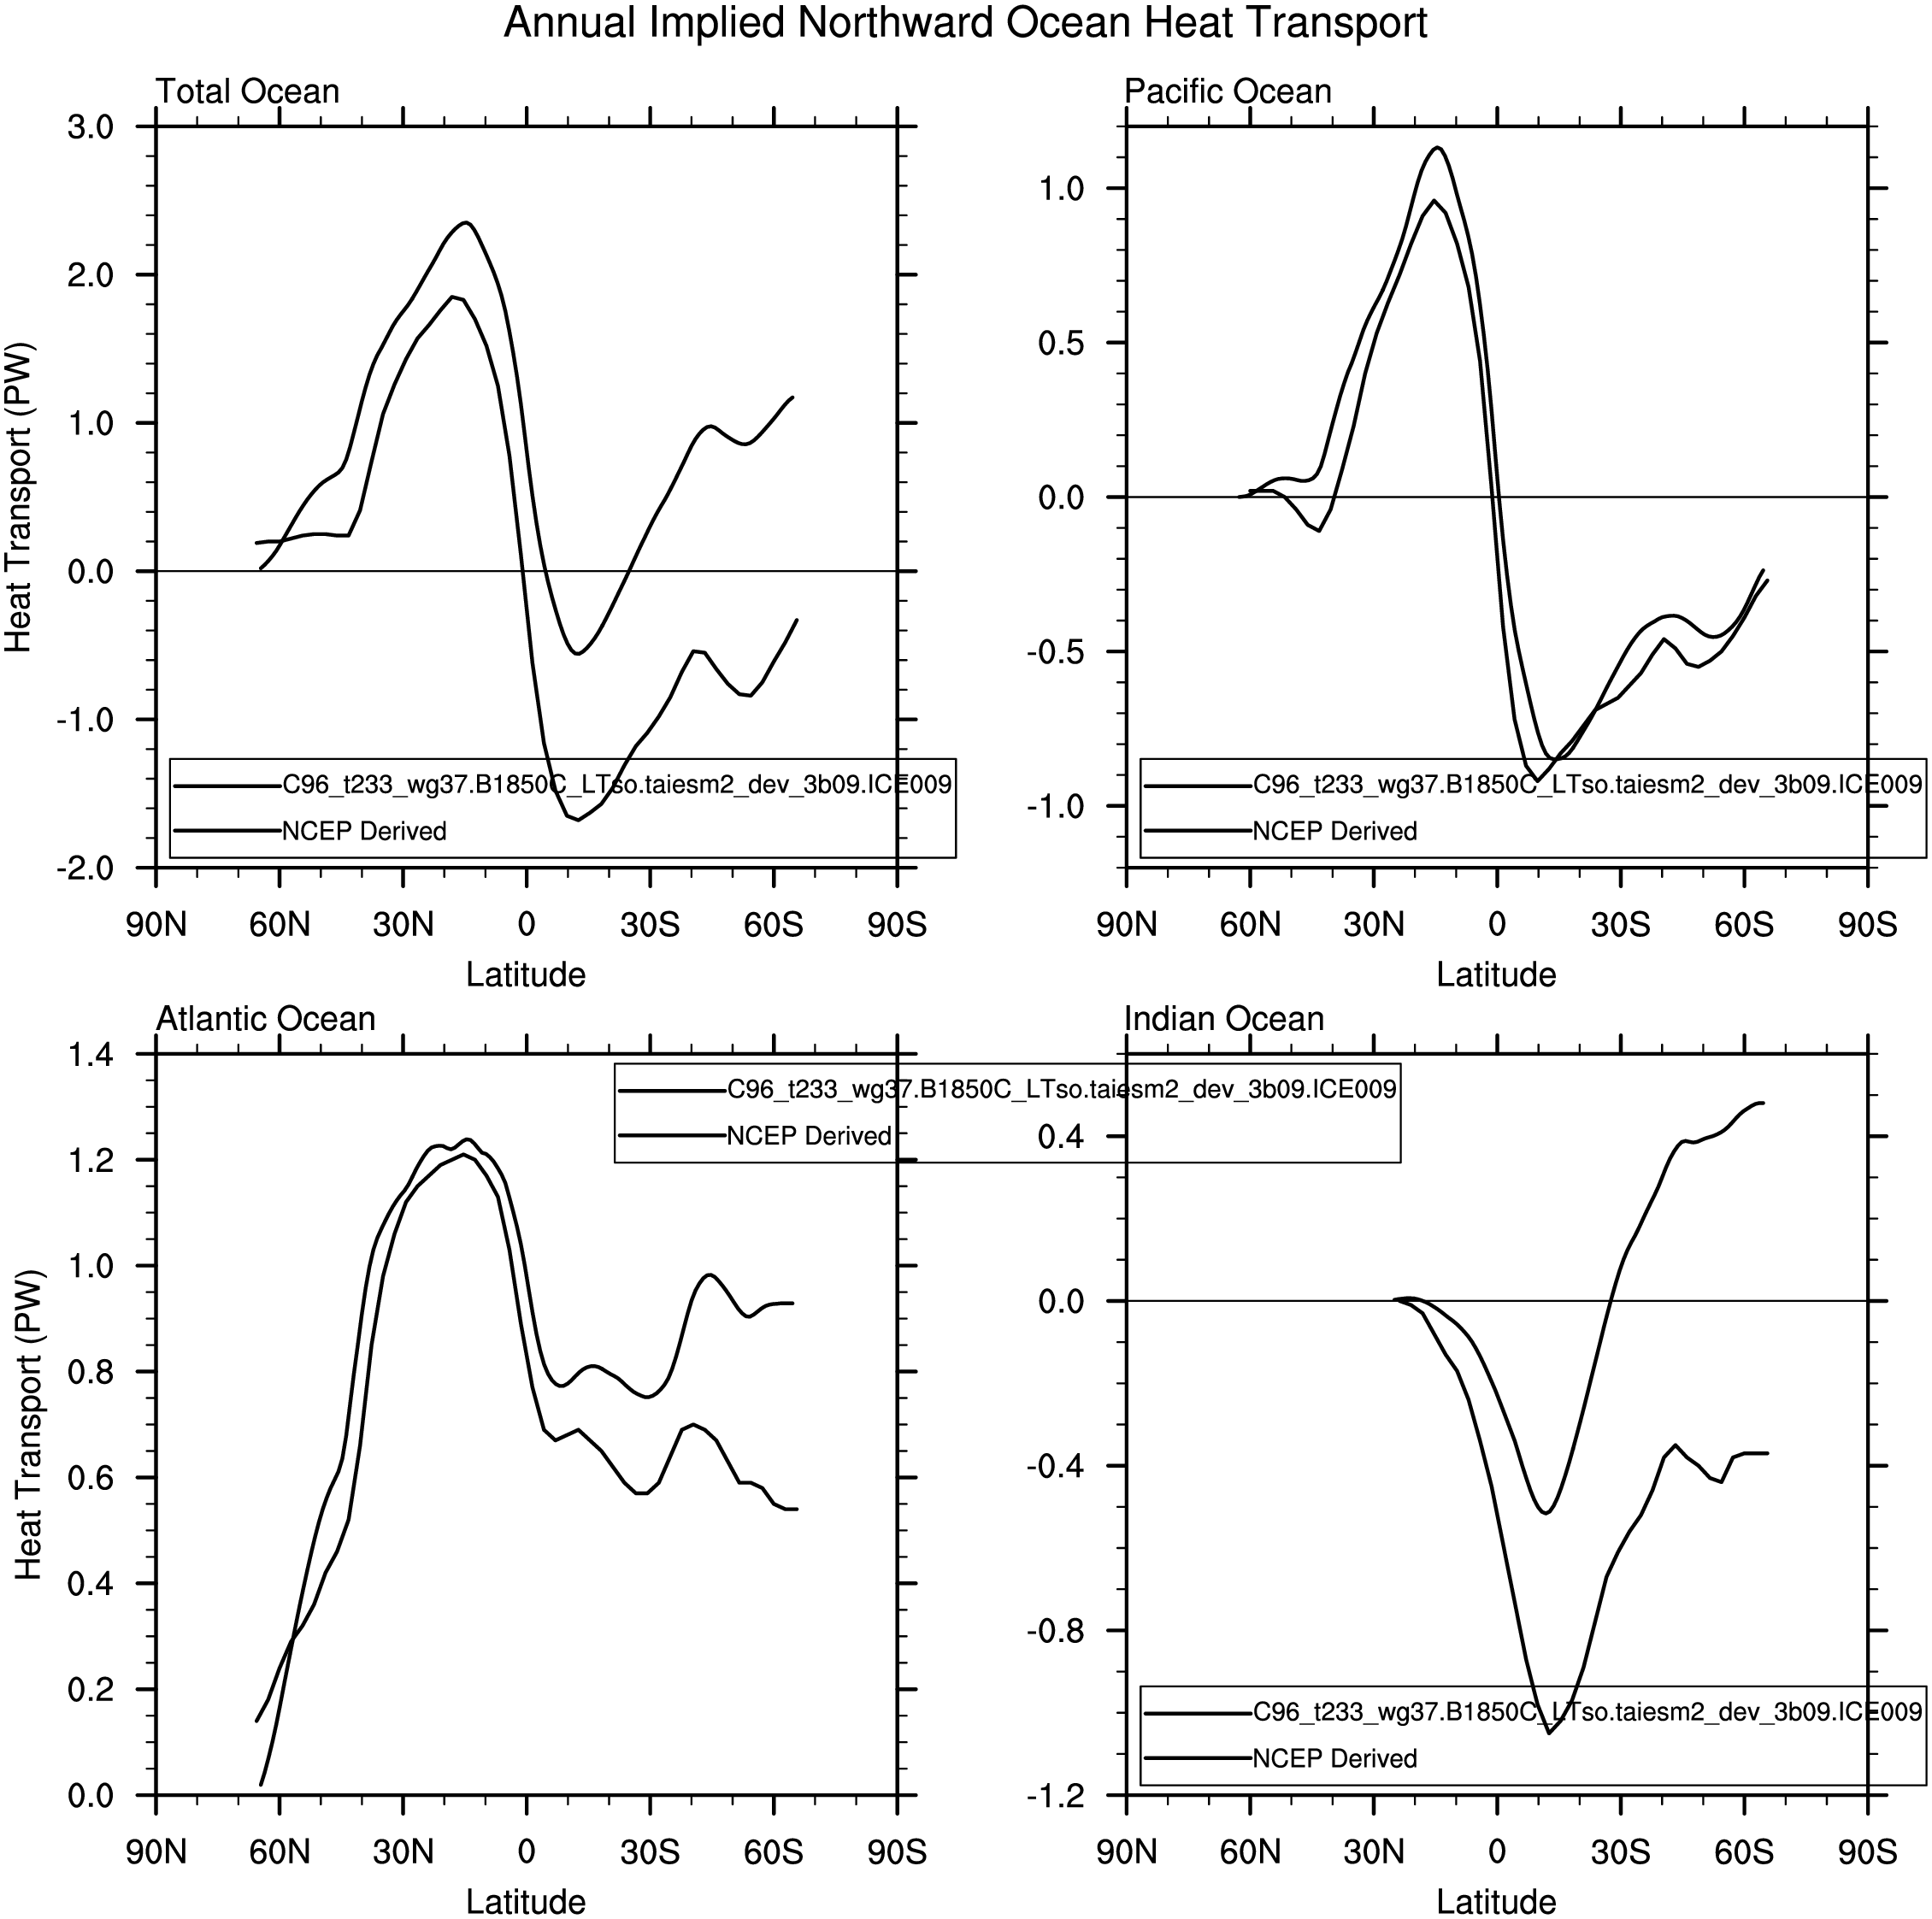 Annual Implied Northward Ocean Heat Transport
Total Ocean
3.0
2.0
1.0
0.0
-1.0
-2.0
Heat Transport (PW)
C96_t233_wg37.B1850C_LTso.taiesm2_dev_3b09.ICE009
NCEP Derived
90N 60N 30N 0 30S 60S 90S
Latitude
Pacific Ocean
1.0
0.5
0.0
-0.5
-1.0
C96_t233_wg37.B1850C_LTso.taiesm2_dev_3b09.ICE009
NCEP Derived
90N 60N 30N 0 30S 60S 90S
Latitude
Atlantic Ocean
1.4
1.2
1.0
0.8
0.6
0.4
0.2
0.0
Heat Transport (PW)
C96_t233_wg37.B1850C_LTso.taiesm2_dev_3b09.ICE009
NCEP Derived
90N 60N 30N 0 30S 60S 90S
Latitude
Indian Ocean
0.4
0.0
-0.4
-0.8
-1.2
C96_t233_wg37.B1850C_LTso.taiesm2_dev_3b09.ICE009
NCEP Derived
90N 60N 30N 0 30S 60S 90S
Latitude